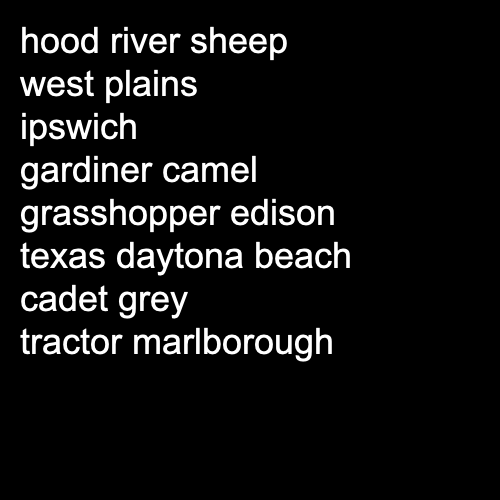 hood river sheep
west plains
ipswich
gardiner camel
grasshopper edison
texas daytona beach
cadet grey
tractor marlborough